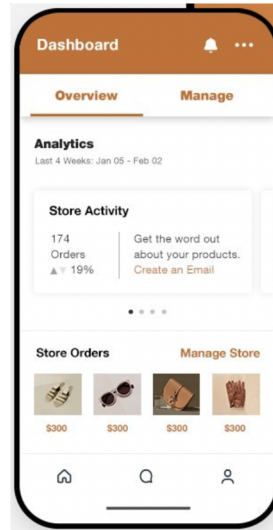 Dashboard
Overview
Manage
Analytics
Last 4 Weeks: Jan 05 - Feb 02
Store Activity
174
Orders
▲▼ 19%
Get the word out
about your products.
Create an Email
Store Orders
Manage Store
$300
$300
$300
$300